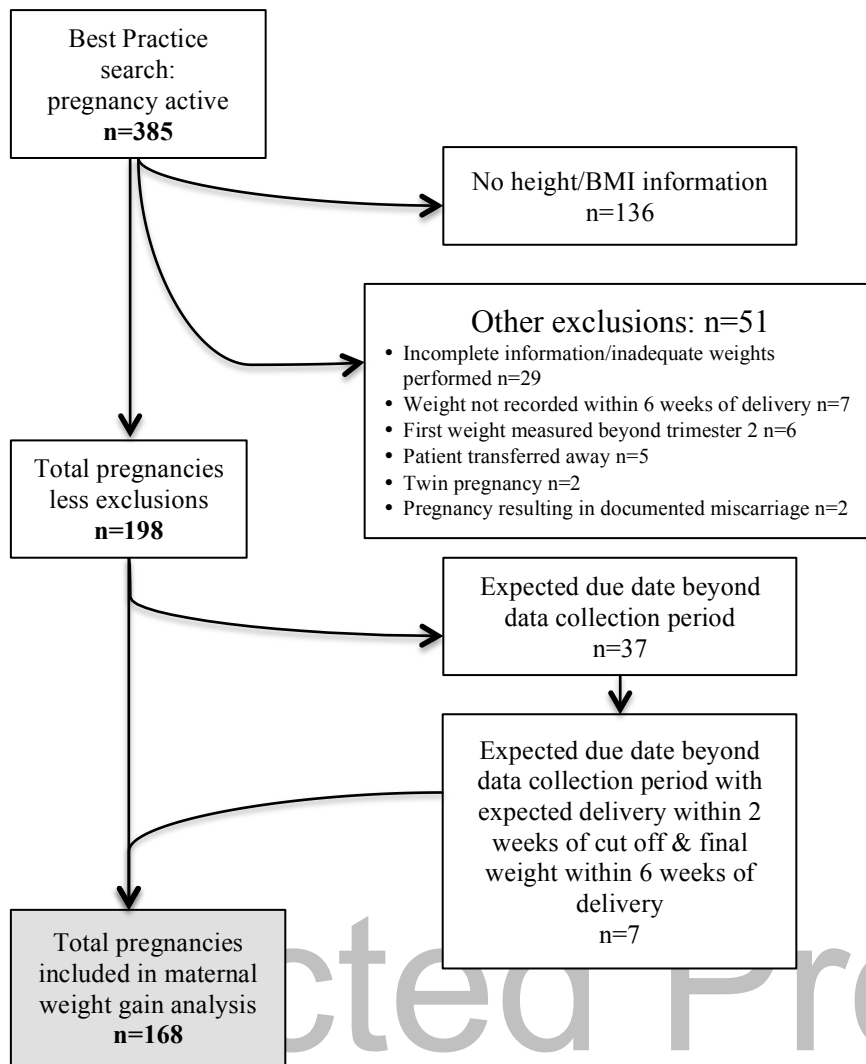 Best Practice
search:
pregnancy active
n=385
No height/BMI information
n=136
Other exclusions: n=51
• Incomplete information/inadequate weights
performed n=29
• Weight not recorded within 6 weeks of delivery n=7
• First weight measured beyond trimester 2 n=6
• Patient transferred away n=5
• Twin pregnancy n=2
• Pregnancy resulting in documented miscarriage n=2
Total pregnancies
less exclusions
n=198
Expected due date beyond
data collection period
n=37
Expected due date beyond
data collection period with
expected delivery within 2
weeks of cut off & final
weight within 6 weeks of
delivery
n=7
Total pregnancies
included in maternal
weight gain analysis
n=168
cted Pre